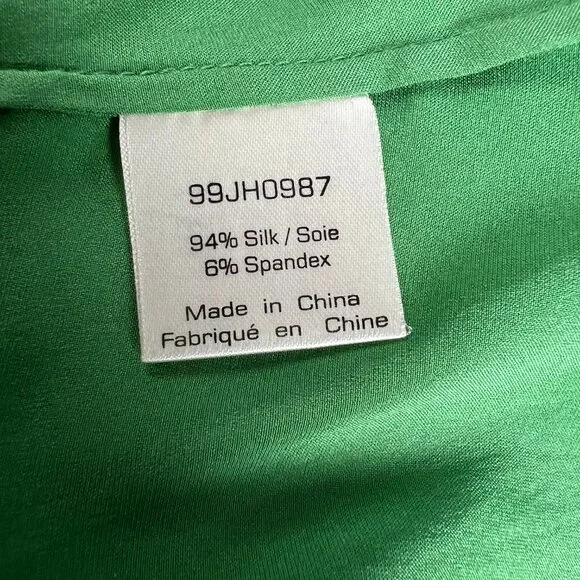 99JH0987
94% Silk / Soie
6% Spandex
Made in China
Fabriqué en Chine